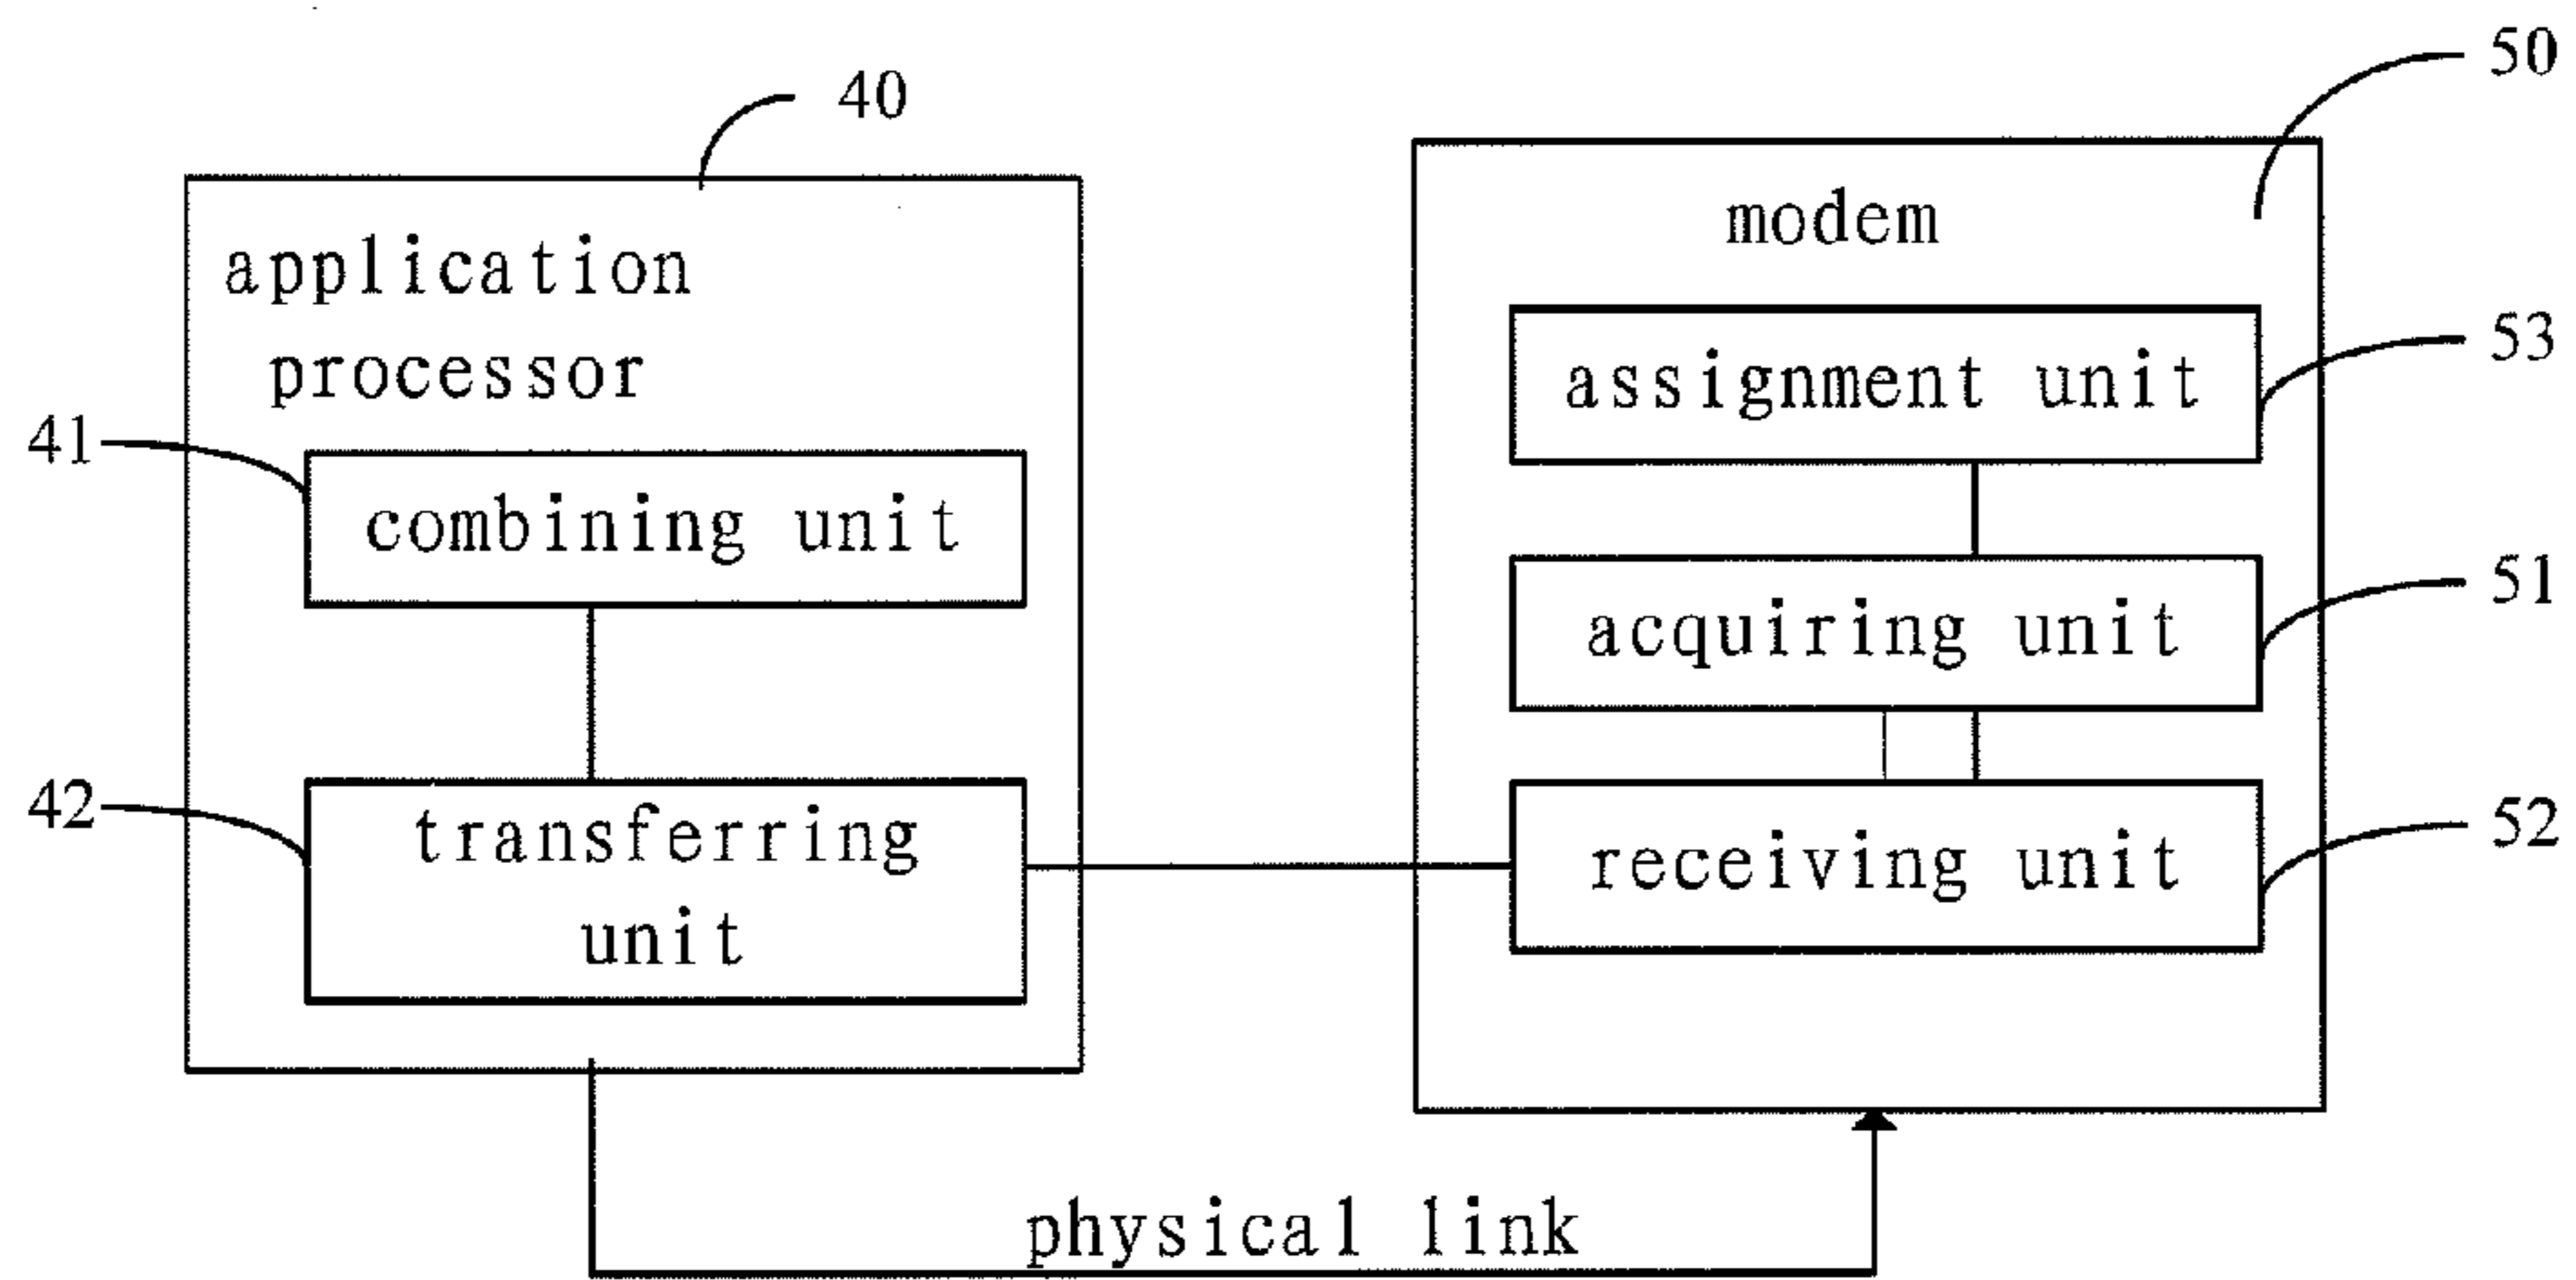 40
application
processor
41
combining unit
42
transferring
unit
50
modem
53
assignment unit
51
acquiring unit
52
receiving unit
physical link